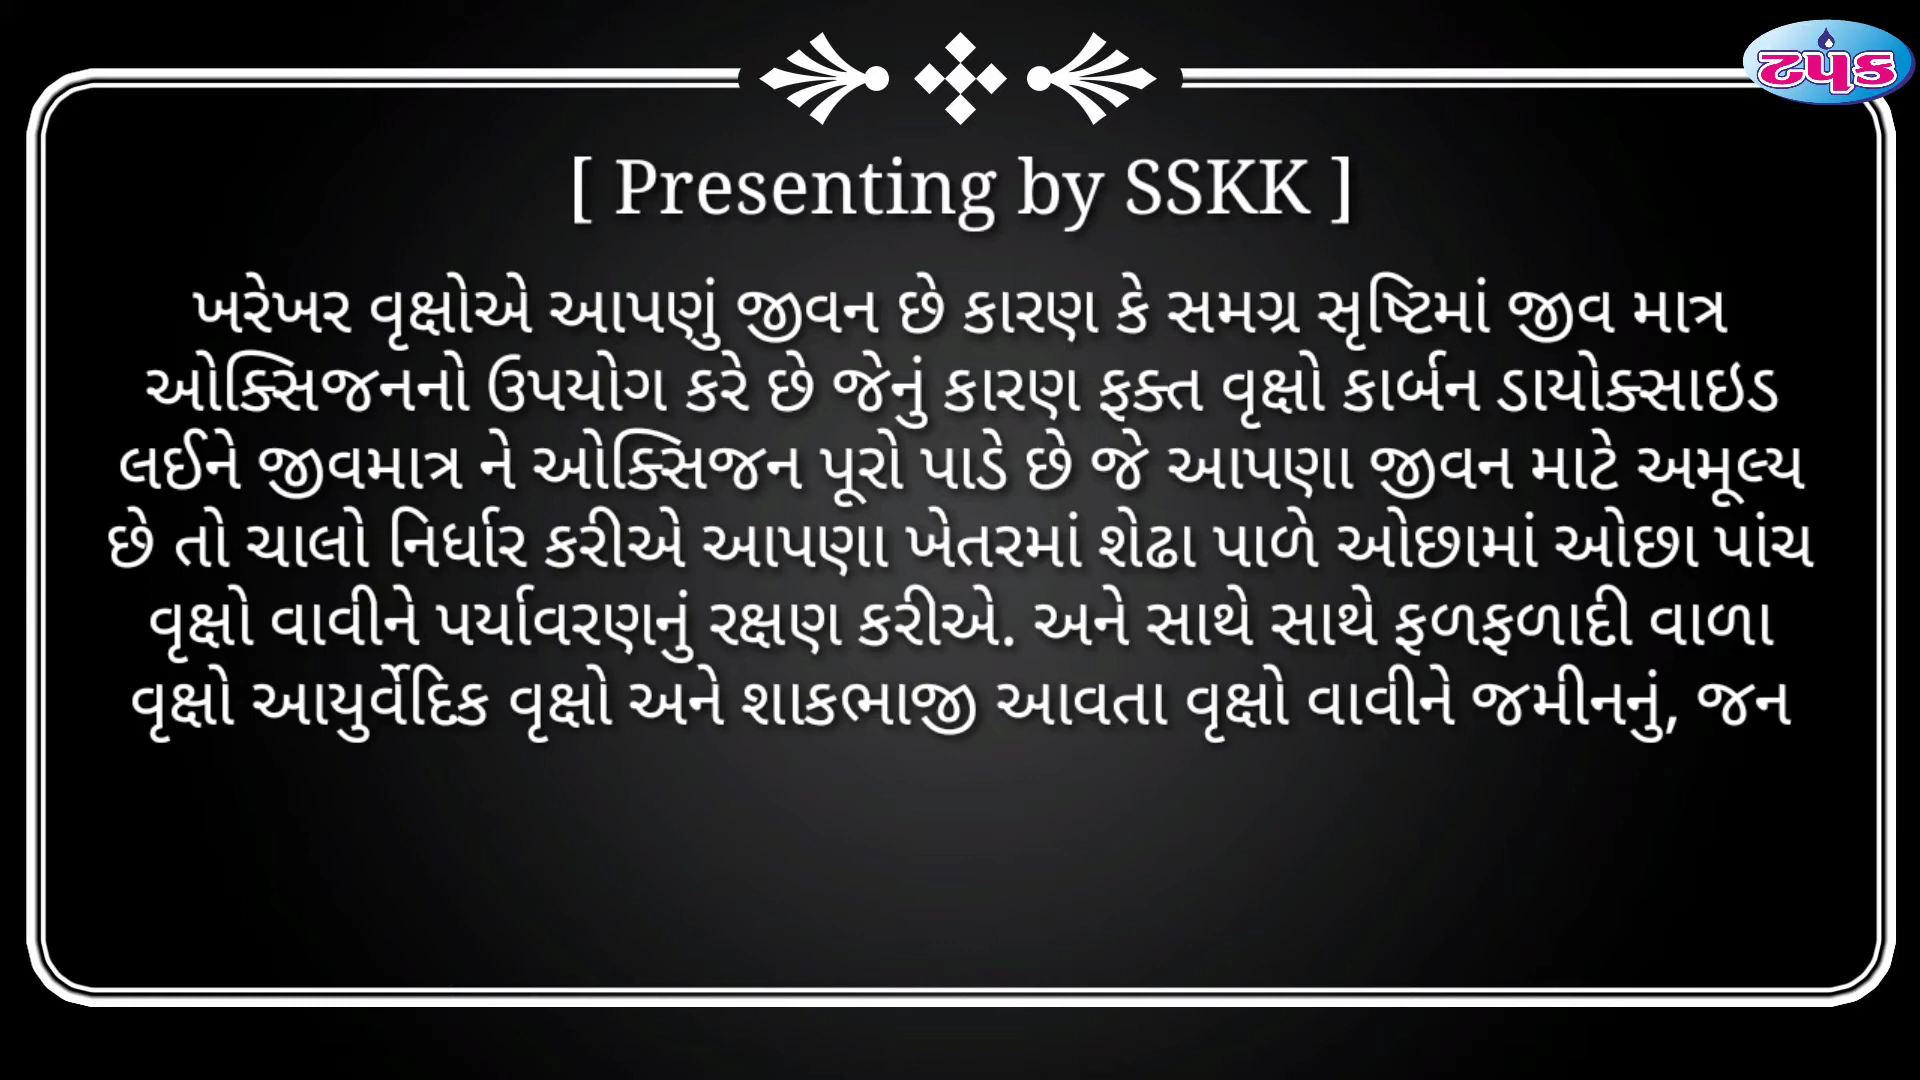 ટપક
[ Presenting by SSKK ]
ખરેખર વૃક્ષોએ આપણું જીવન છે કારણ કે સમગ્ર સૃષ્ટિમાં જીવ માત્ર
ઓક્સિજનનો ઉપયોગ કરે છે જેનું કારણ ફક્ત વૃક્ષો કાર્બન ડાયોક્સાઇડ
લઈને જીવમાત્ર ને ઓક્સિજન પૂરો પાડે છે જે આપણા જીવન માટે અમૂલ્ય
છે તો ચાલો નિર્ધાર કરીએ આપણા ખેતરમાં શેઢા પાળે ઓછામાં ઓછા પાંચ
વૃક્ષો વાવીને પર્યાવરણનું રક્ષણ કરીએ. અને સાથે સાથે ફળફળાદી વાળા
વૃક્ષો આયુર્વેદિક વૃક્ષો અને શાકભાજી આવતા વૃક્ષો વાવીને જમીનનું, જન